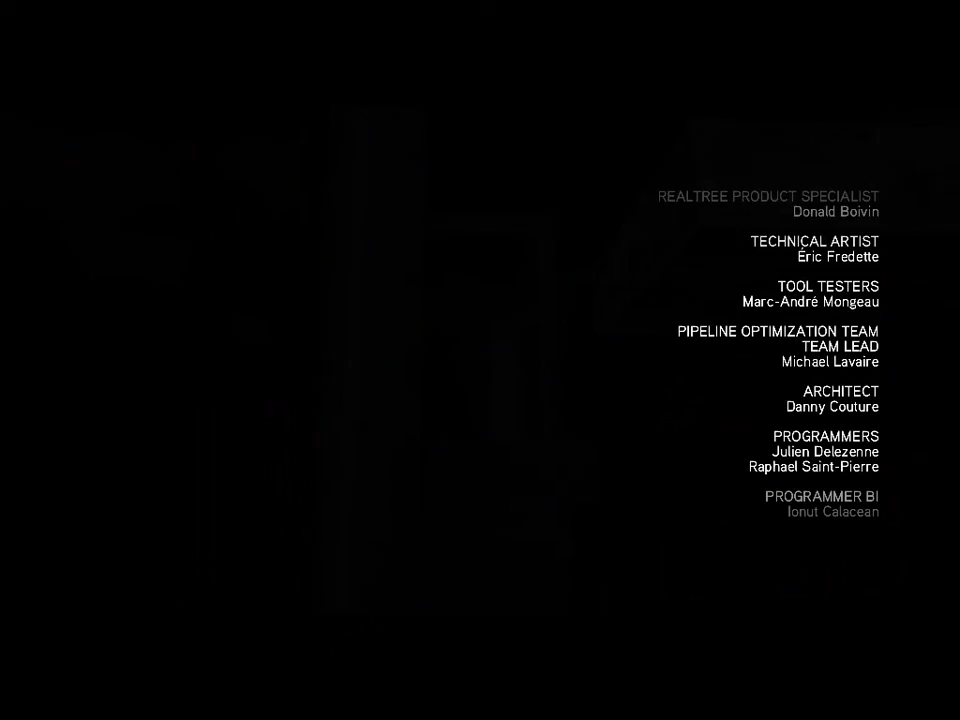 REALTREE PRODUCT SPECIALIST
Donald Boivin
TECHNICAL ARTIST
Éric Fredette
TOOL TESTERS
Marc-André Mongeau
PIPELINE OPTIMIZATION TEAM
TEAM LEAD
Michael Lavaire
ARCHITECT
Danny Couture
PROGRAMMERS
Julien Delezenne
Raphael Saint-Pierre
PROGRAMMER BI
Ionut Calacean